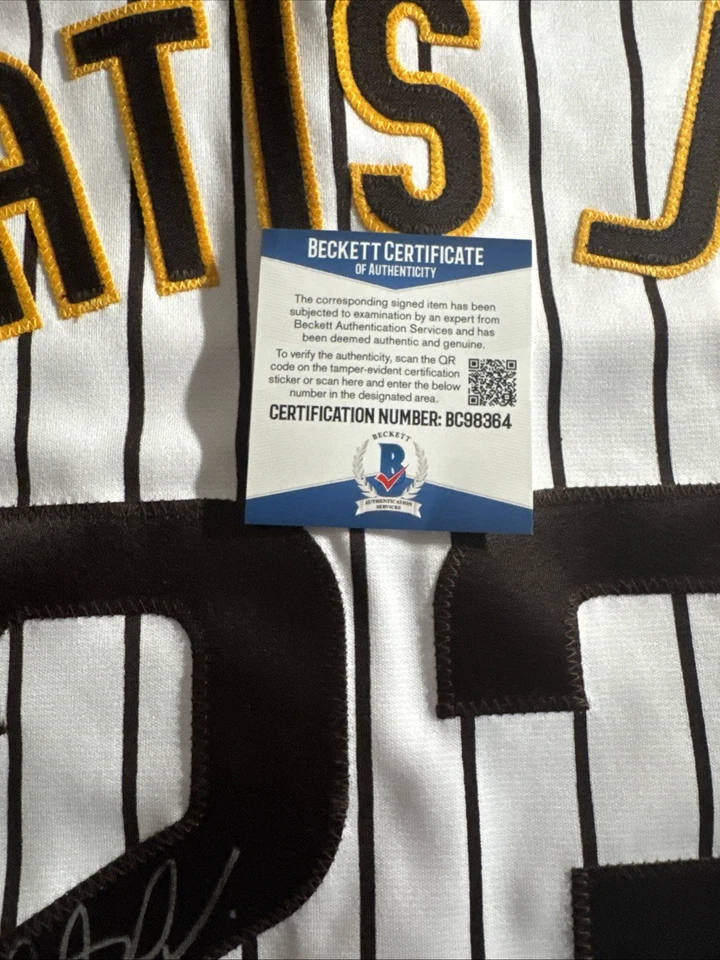 ATIS J
BECKETT CERTIFICATE
OF AUTHENTICITY
The corresponding signed item has been
subjected to examination by an expert from
Beckett Authentication Services and has
been deemed authentic and genuine.
To verify the authenticity, scan the QR
code on the tamper-evident certification
sticker or scan here and enter the below
number in the designated area.
CERTIFICATION NUMBER: BC98364
BECKETT
B
AUTHENTICATION
SERVICES